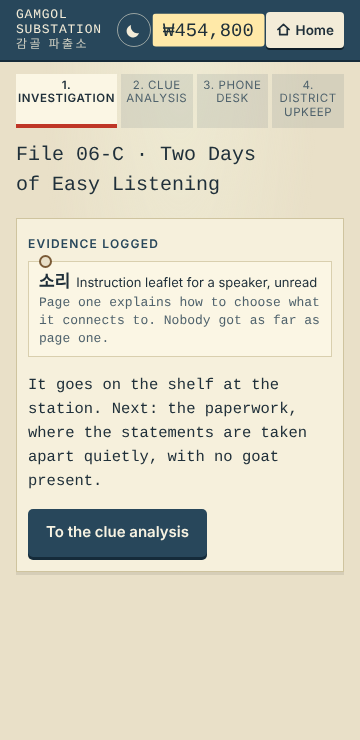 GAMGOL
SUBSTATION
감골 파출소
₩454,800
Home
1.
INVESTIGATION
2. CLUE
ANALYSIS
3. PHONE
DESK
4.
DISTRICT
UPKEEP
File 06-C · Two Days
of Easy Listening
EVIDENCE LOGGED
소리 Instruction leaflet for a speaker, unread
Page one explains how to choose what
it connects to. Nobody got as far as
page one.
It goes on the shelf at the
station. Next: the paperwork,
where the statements are taken
apart quietly, with no goat
present.
To the clue analysis